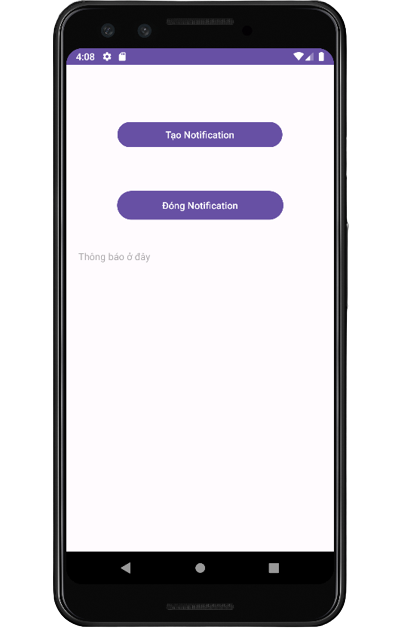 4:08
Tạo Notification
Đóng Notification
Thông báo ở đây